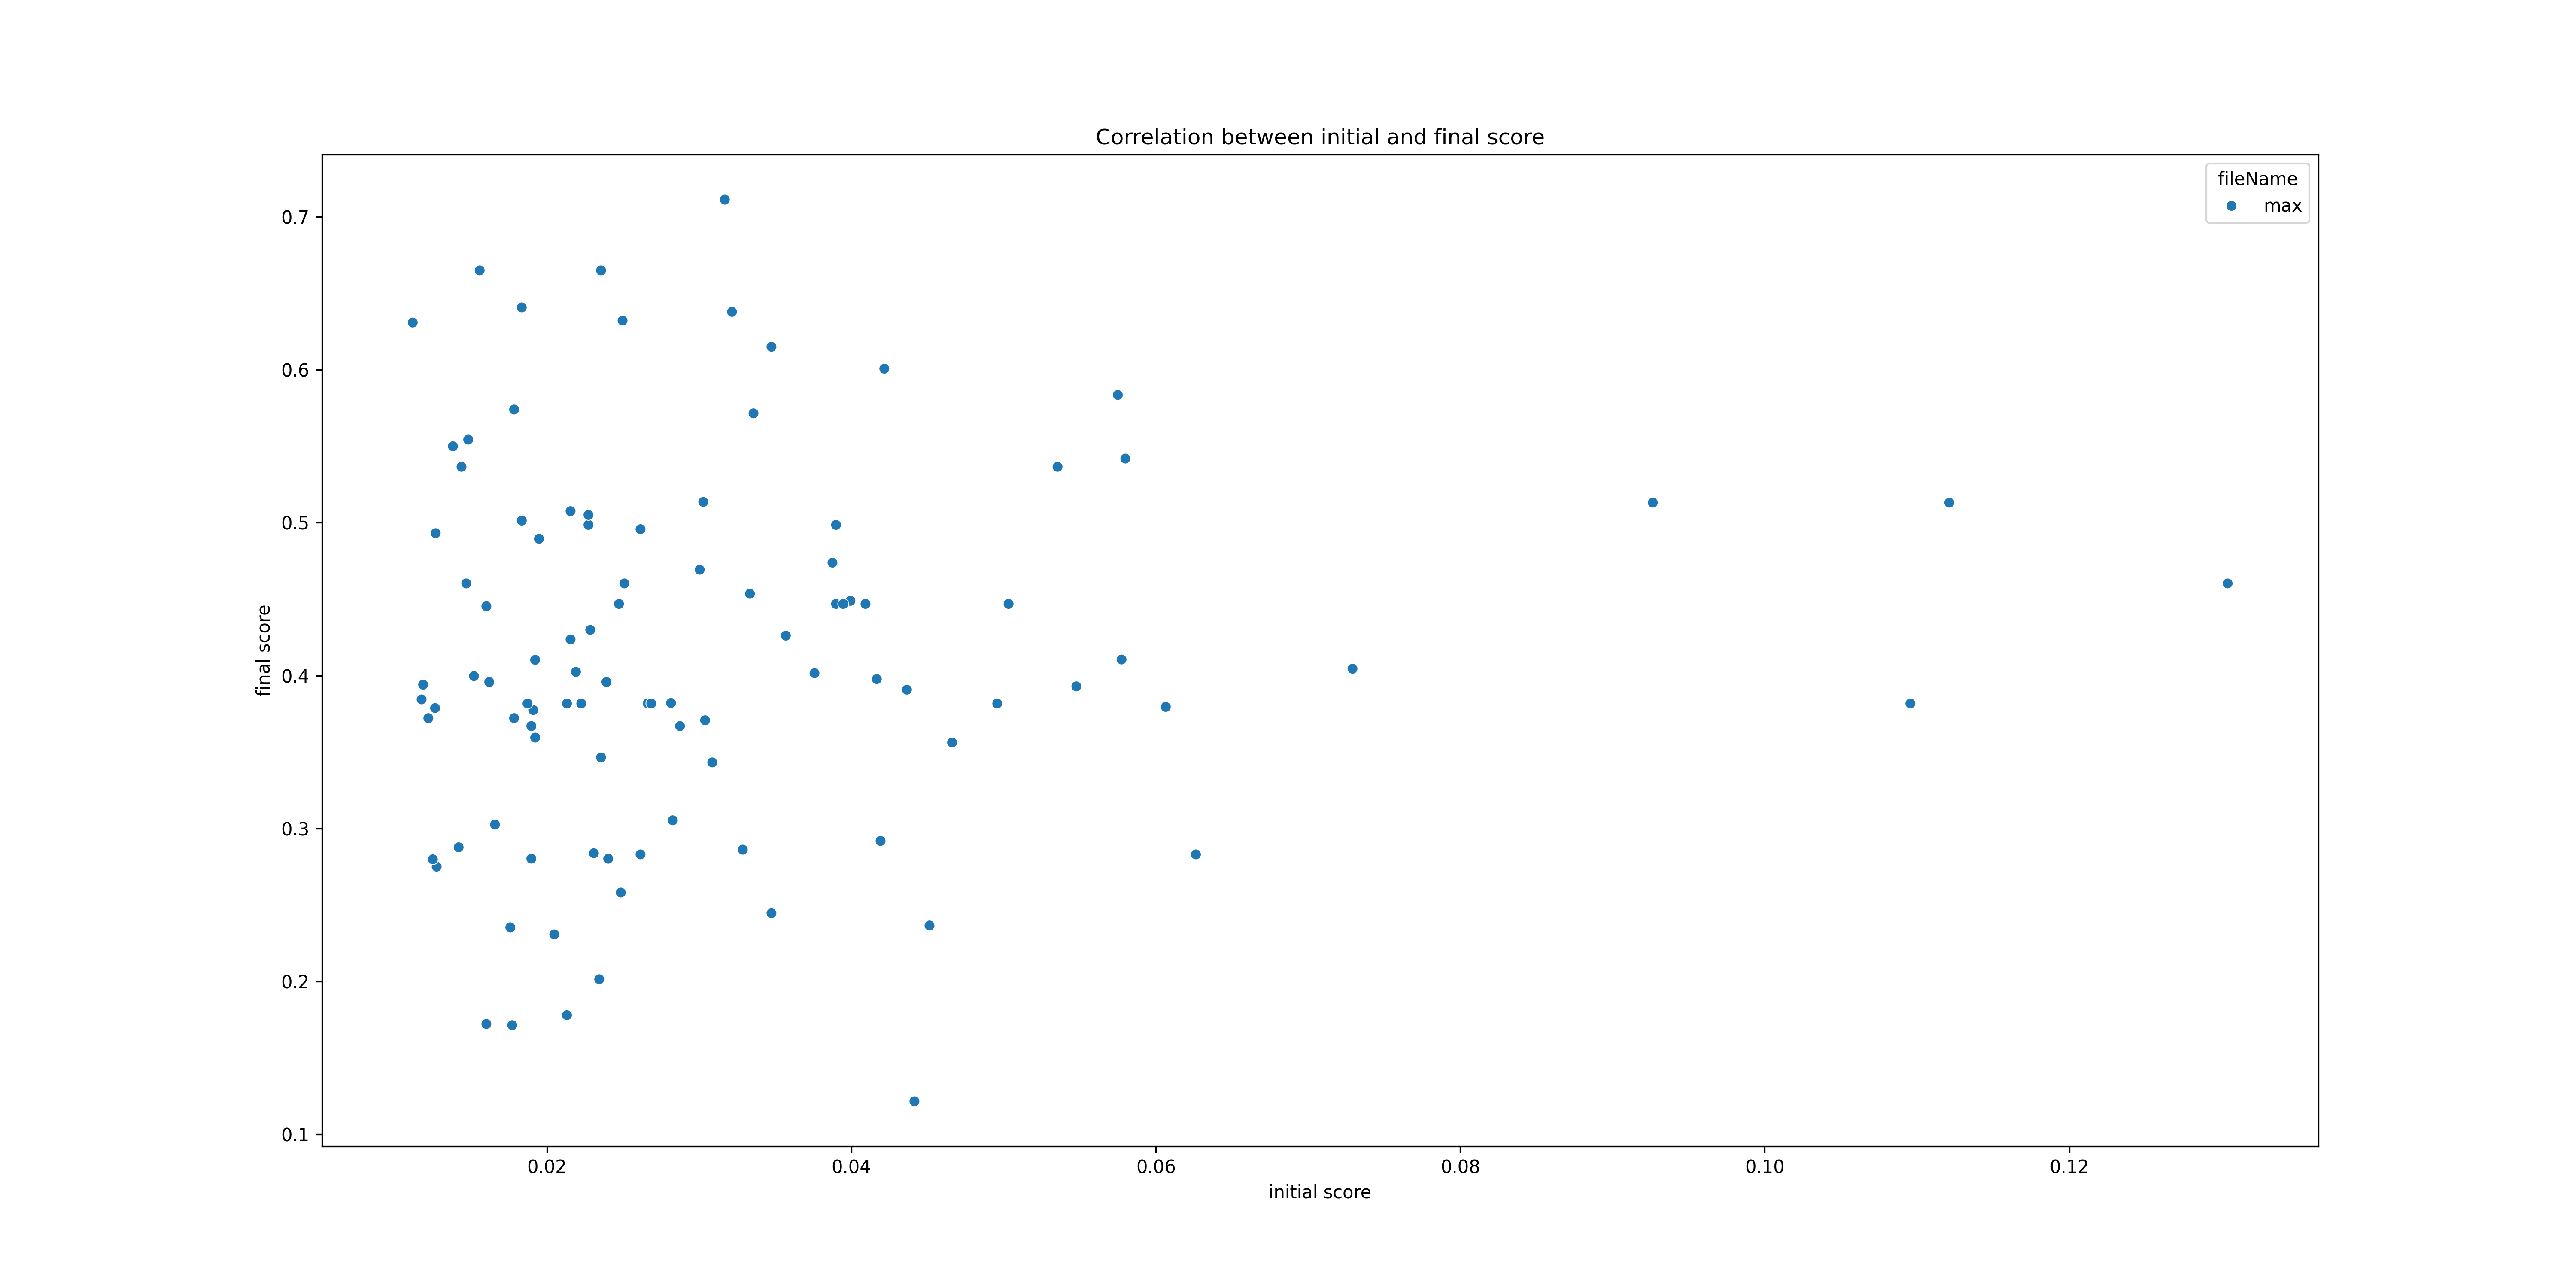 Correlation between initial and final score
fileName
max
0.7
0.6
0.5
0.4
0.3
0.2
0.1
final score
0.02 0.04 0.06 0.08 0.10 0.12
initial score